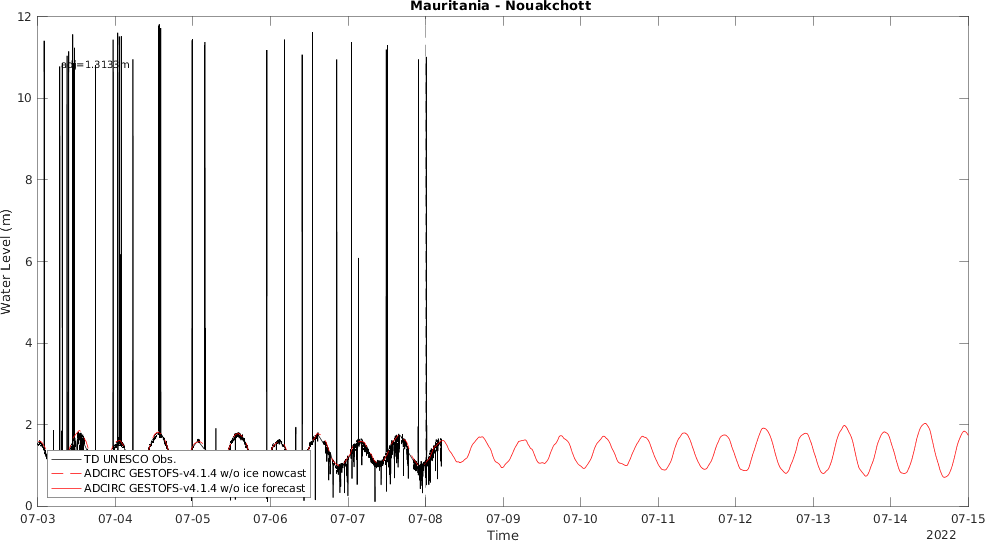 Mauritania - Nouakchott
12
10
8
6
4
2
0
Water Level (m)
adj=1.3133m
TD UNESCO Obs.
ADCIRC GESTOFS-v4.1.4 w/o ice nowcast
ADCIRC GESTOFS-v4.1.4 w/o ice forecast
07-03 07-04 07-05 07-06 07-07 07-08 07-09 07-10 07-11 07-12 07-13 07-14 07-15
Time
2022